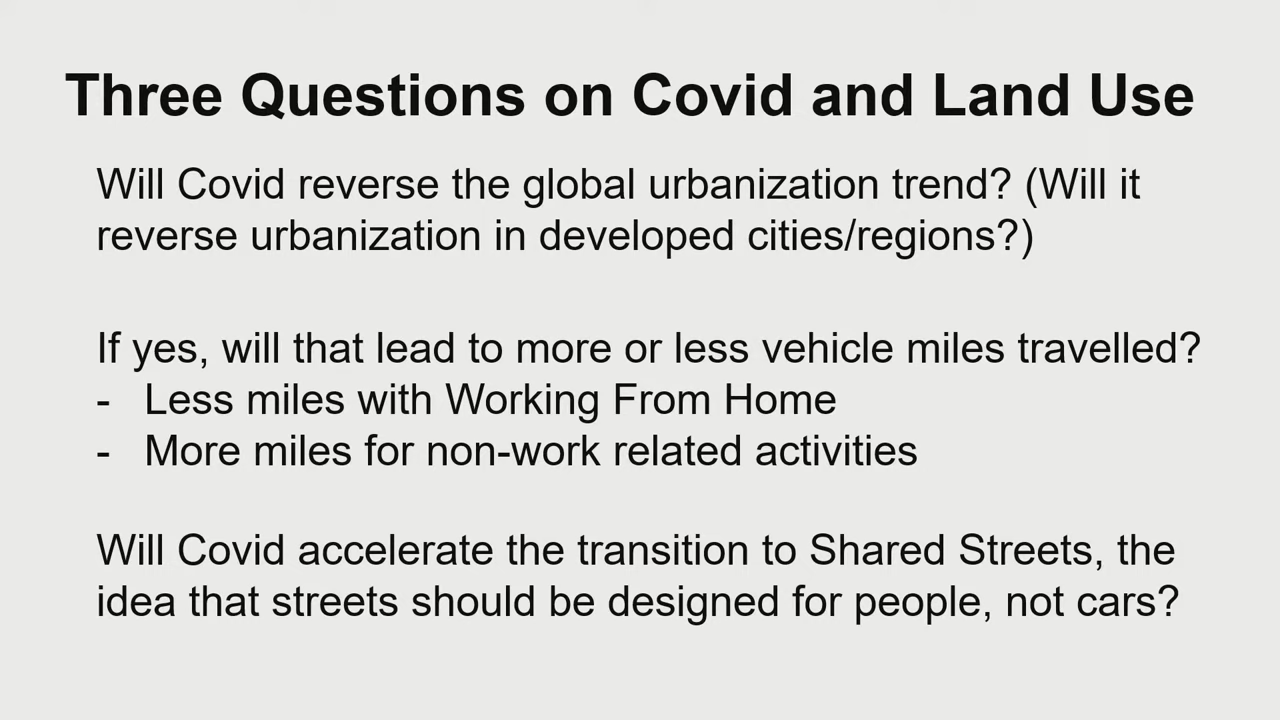 Three Questions on Covid and Land Use
Will Covid reverse the global urbanization trend? (Will it
reverse urbanization in developed cities/regions?)
If yes, will that lead to more or less vehicle miles travelled?
- Less miles with Working From Home
- More miles for non-work related activities
Will Covid accelerate the transition to Shared Streets, the
idea that streets should be designed for people, not cars?